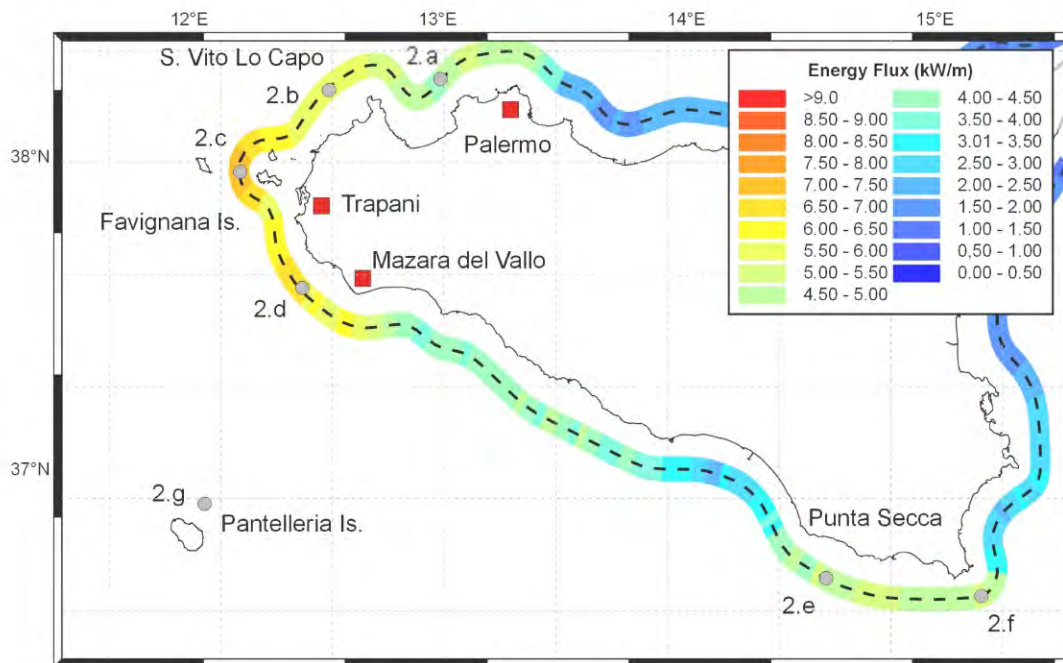 12°E
13°E
14°E
15°E
S. Vito Lo Capo
2.a
2.b
2.c
38°N
Palermo
Trapani
Favignana Is.
Mazara del Vallo
2.d
37°N
2.g
Pantelleria Is.
Punta Secca
2.e
2.f
Energy Flux (kW/m)
>9.0
8.50 - 9.00
8.00 - 8.50
7.50 - 8.00
7.00 - 7.50
6.50 - 7.00
6.00 - 6.50
5.50 - 6.00
5.00 - 5.50
4.50 - 5.00
4.00 - 4.50
3.50 - 4.00
3.01 - 3.50
2.50 - 3.00
2.00 - 2.50
1.50 - 2.00
1.00 - 1.50
0.50 - 1.00
0.00 - 0.50